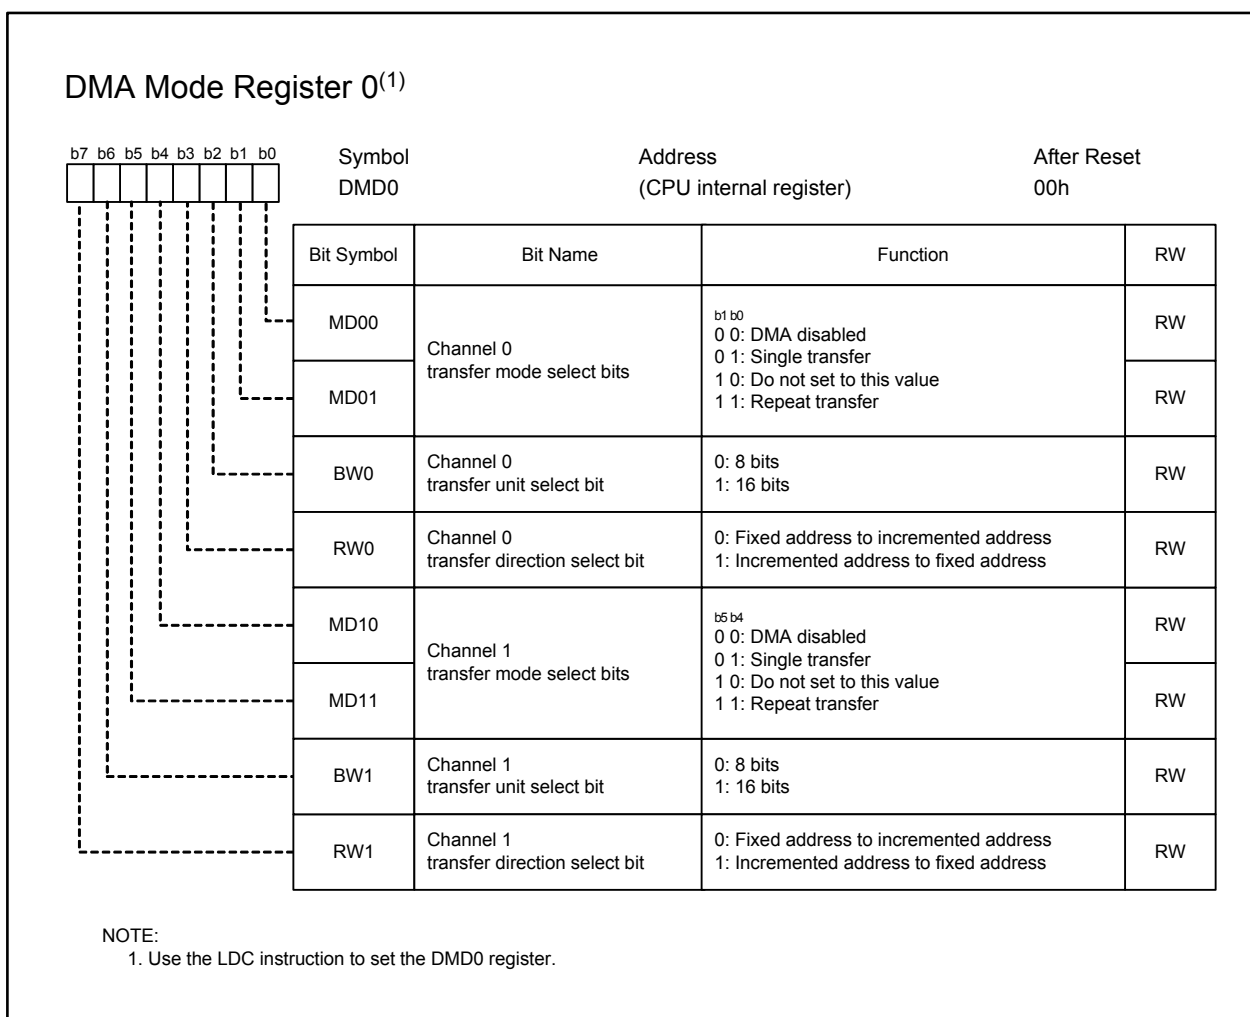 DMA Mode Register 0(1)
b7 b6 b5 b4 b3 b2 b1 b0
Symbol Address After Reset
DMD0 (CPU internal register) 00h
Bit Symbol Bit Name Function RW
MD00
MD01
Channel 0
transfer mode select bits
b1 b0
0 0: DMA disabled
0 1: Single transfer
1 0: Do not set to this value
1 1: Repeat transfer
RW
RW
BW0
Channel 0
transfer unit select bit
0: 8 bits
1: 16 bits
RW
RW0
Channel 0
transfer direction select bit
0: Fixed address to incremented address
1: Incremented address to fixed address
RW
MD10
MD11
Channel 1
transfer mode select bits
b5 b4
0 0: DMA disabled
0 1: Single transfer
1 0: Do not set to this value
1 1: Repeat transfer
RW
RW
BW1
Channel 1
transfer unit select bit
0: 8 bits
1: 16 bits
RW
RW1
Channel 1
transfer direction select bit
0: Fixed address to incremented address
1: Incremented address to fixed address
RW
NOTE:
1. Use the LDC instruction to set the DMD0 register.